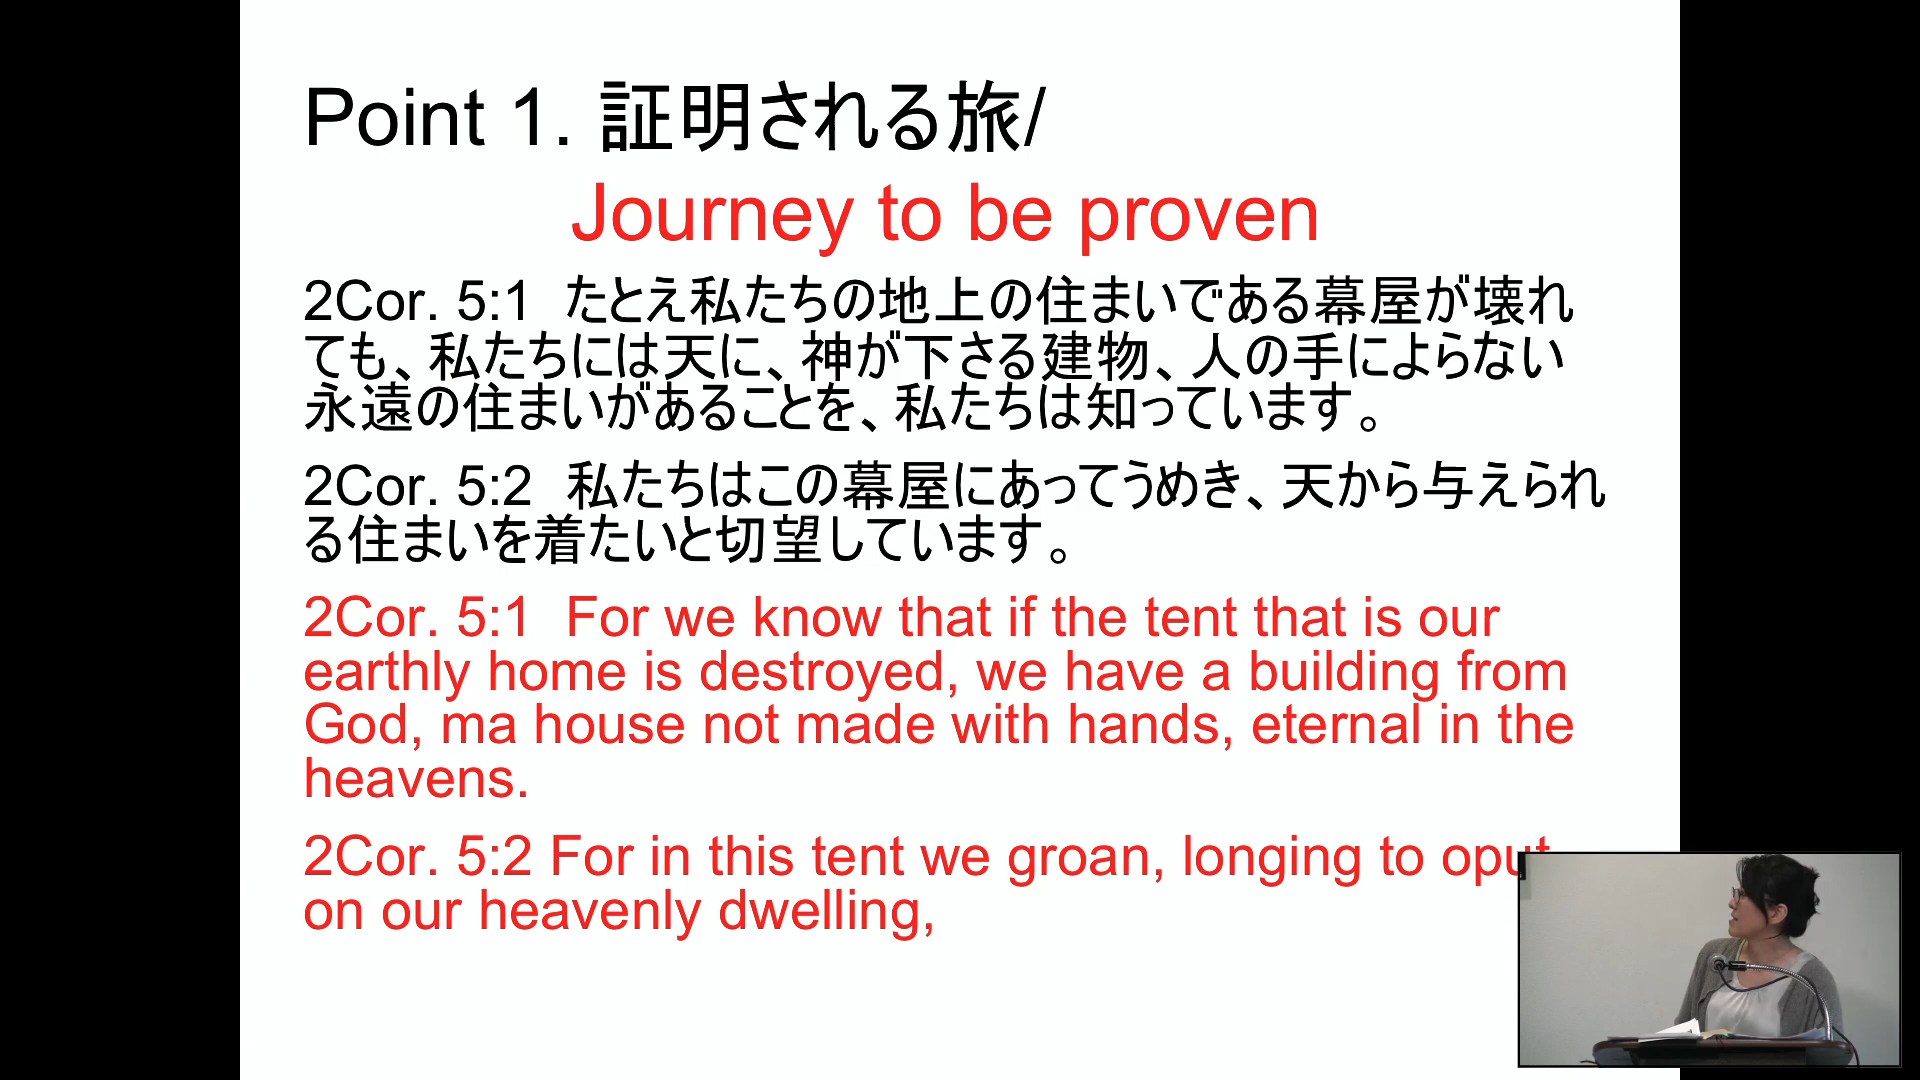 Point 1. 証明される旅/
Journey to be proven
2Cor. 5:1 たとえ私たちの地上の住まいである幕屋が壊れ
ても、私たちには天に、神が下さる建物、人の手によらない
永遠の住まいがあることを、私たちは知っています。
2Cor. 5:2 私たちはこの幕屋にあってうめき、天から与えられ
る住まいを着たいと切望しています。
2Cor. 5:1 For we know that if the tent that is our
earthly home is destroyed, we have a building from
God, ma house not made with hands, eternal in the
heavens.
2Cor. 5:2 For in this tent we groan, longing to oput
on our heavenly dwelling,